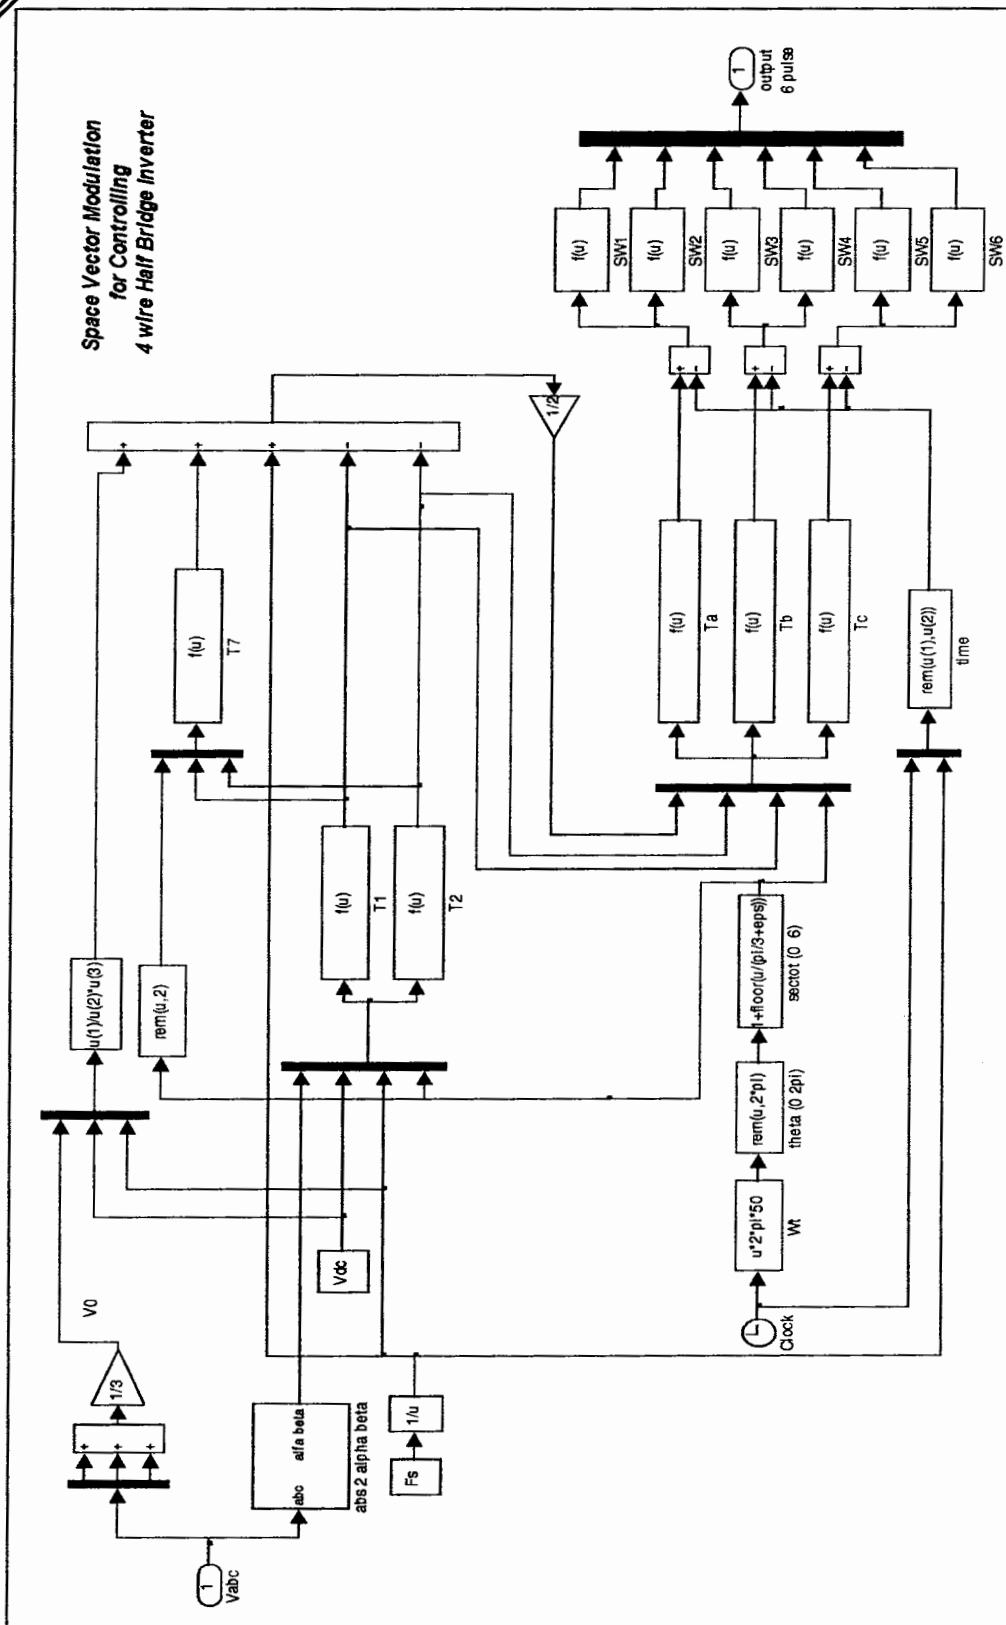 Space Vector Modulation
for Controlling
4 wire Half Bridge Inverter
1
Vabc
+
+
+
1/3
V0
abc
alfa beta
abs2 alpha beta
Fs
1/u
Vdc
u(1)/u(2)*u(3)
rem(u,2)
f(u)
T1
f(u)
T2
f(u)
T7
+
+
+
-
-
1/2
Clock
u*2*pi*50
Wt
rem(u,2*pi)
theta (0 2pi)
1+floor(u/(pi/3+eps))
sectot (0 6)
rem(u(1),u(2))
time
f(u)
Ta
f(u)
Tb
f(u)
Tc
+
-
+
-
+
-
f(u)
SW1
f(u)
SW2
f(u)
SW3
f(u)
SW4
f(u)
SW5
f(u)
SW6
1
output
6 pulse